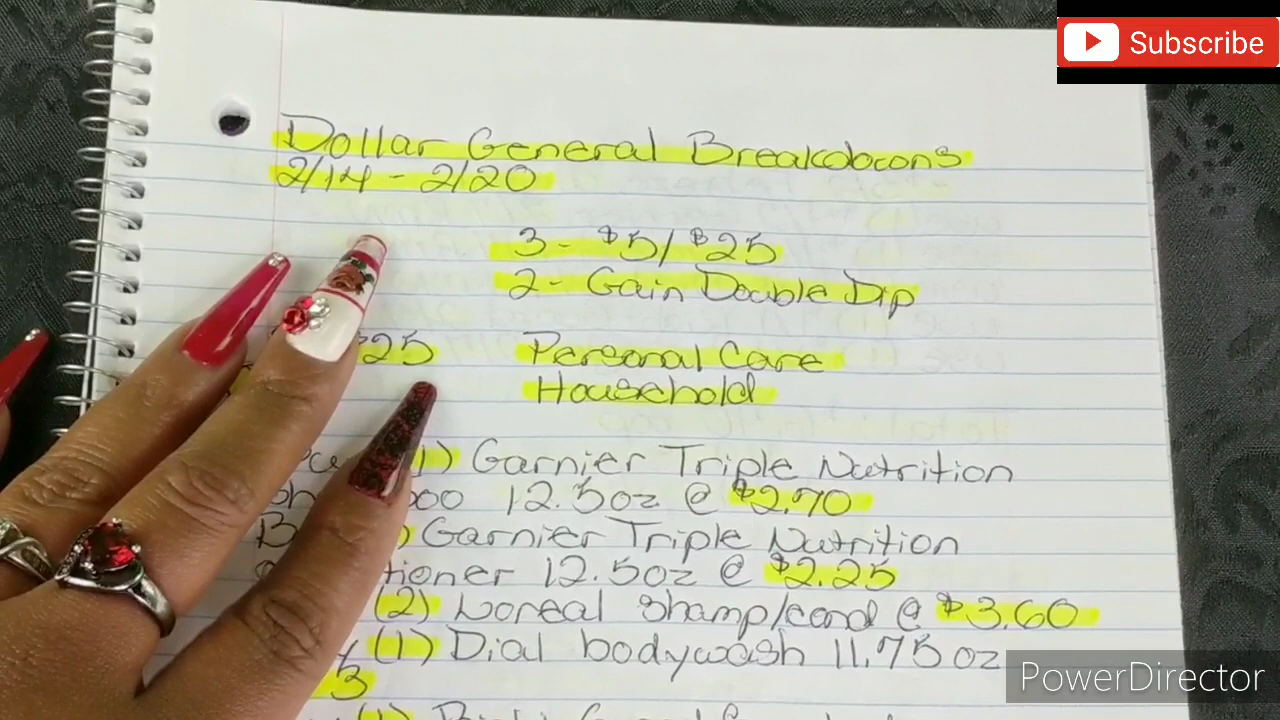 Subscribe
Dollar General Breakdowns
2/14 - 2/20
3 - $5/$25
2 - Gain Double Dip
$25 Personal Care
Household
(1) Garnier Triple Nutrition
12.5oz @ $2.70
Garnier Triple Nutrition
12.5oz @ $2.25
(2) Loreal Shamp/cond @ $3.60
(1) Dial bodywash 11.75 oz
PowerDirector